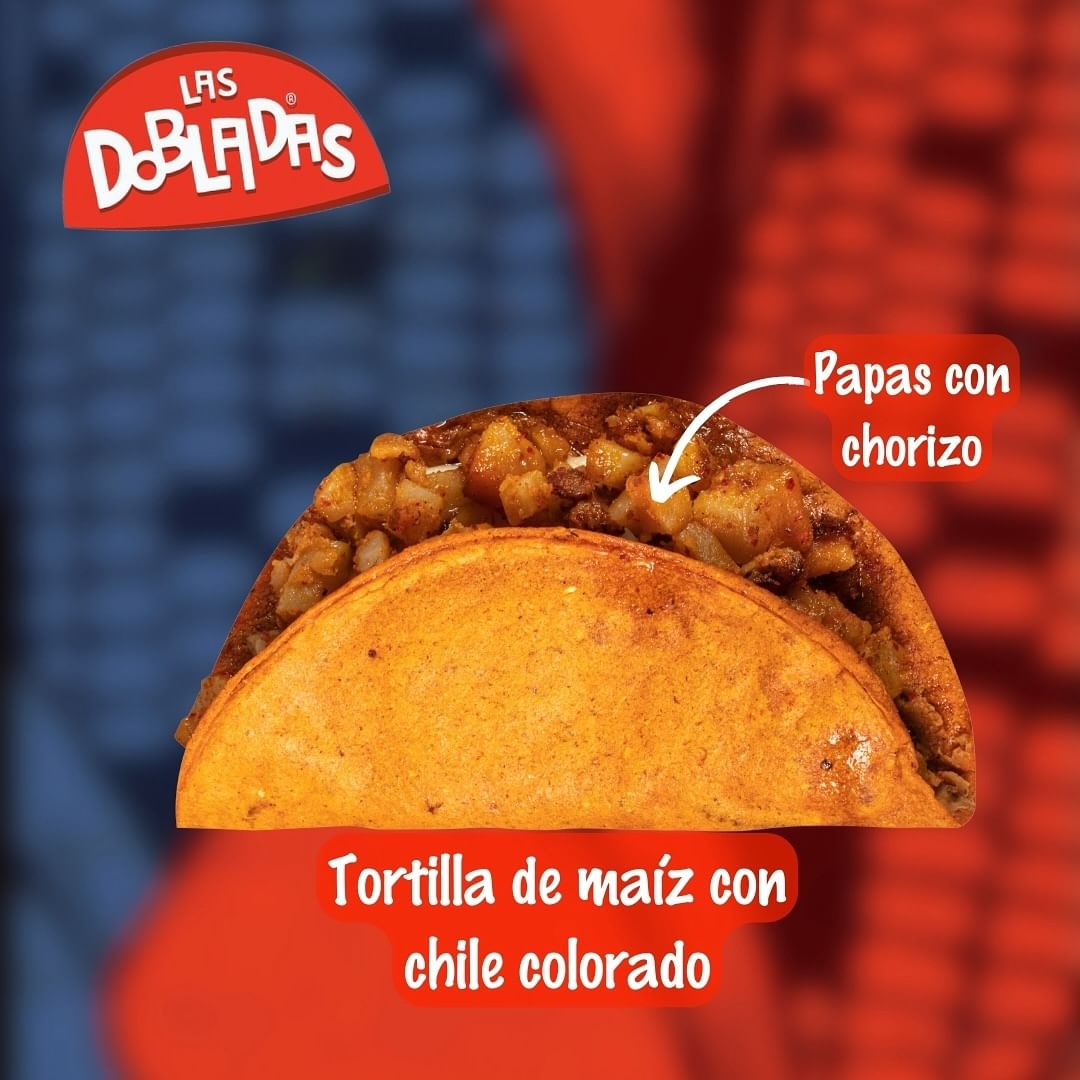 LAS
DOBLADAS®
Papas con
chorizo
Tortilla de maíz con
chile colorado